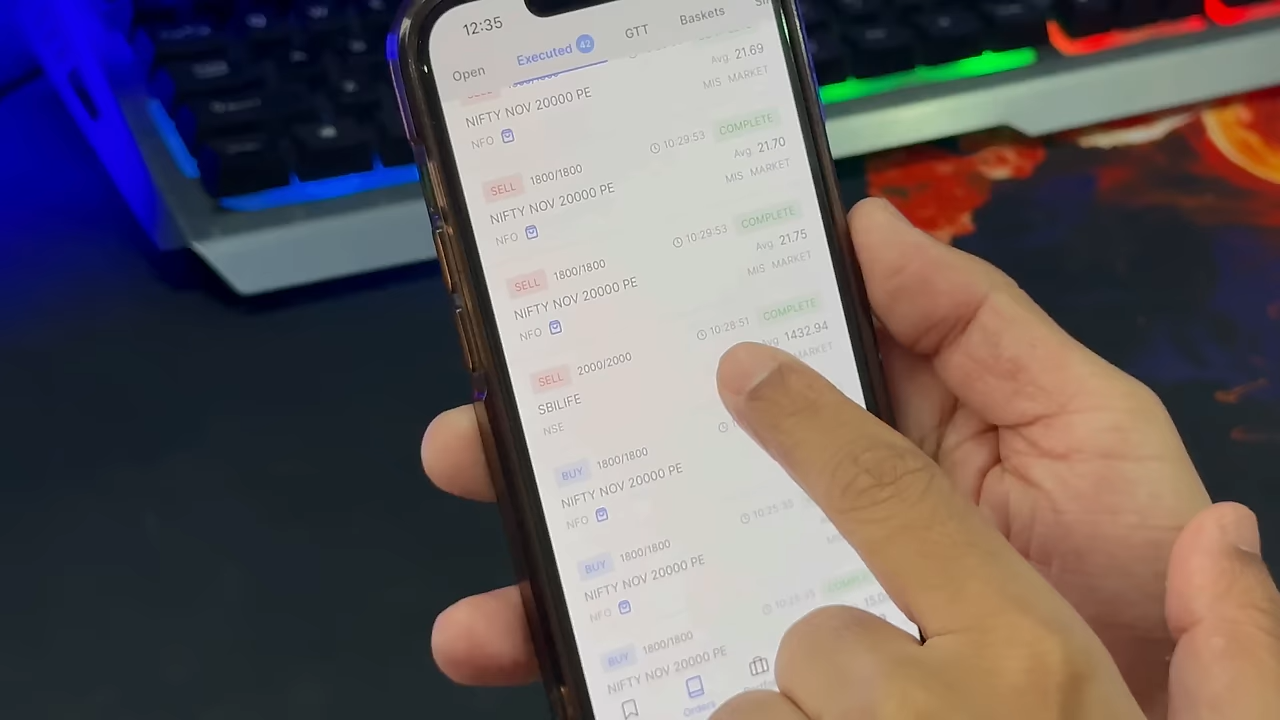 12:35
Open Executed 42 GTT Baskets
Avg. 21.69
NIFTY NOV 20000 PE MIS MARKET
NFO
10:29:53 COMPLETE
SELL 1800/1800 Avg. 21.70
NIFTY NOV 20000 PE MIS MARKET
NFO
10:29:53 COMPLETE
SELL 1800/1800 Avg. 21.75
NIFTY NOV 20000 PE MIS MARKET
NFO
10:28:51 COMPLETE
SELL 2000/2000 Avg 1432.94
SBILIFE MARKET
NSE
BUY 1800/1800
NIFTY NOV 20000 PE
NFO
BUY 1800/1800
NIFTY NOV 20000 PE
NFO
BUY 1800/1800
NIFTY NOV 20000 PE
Orders